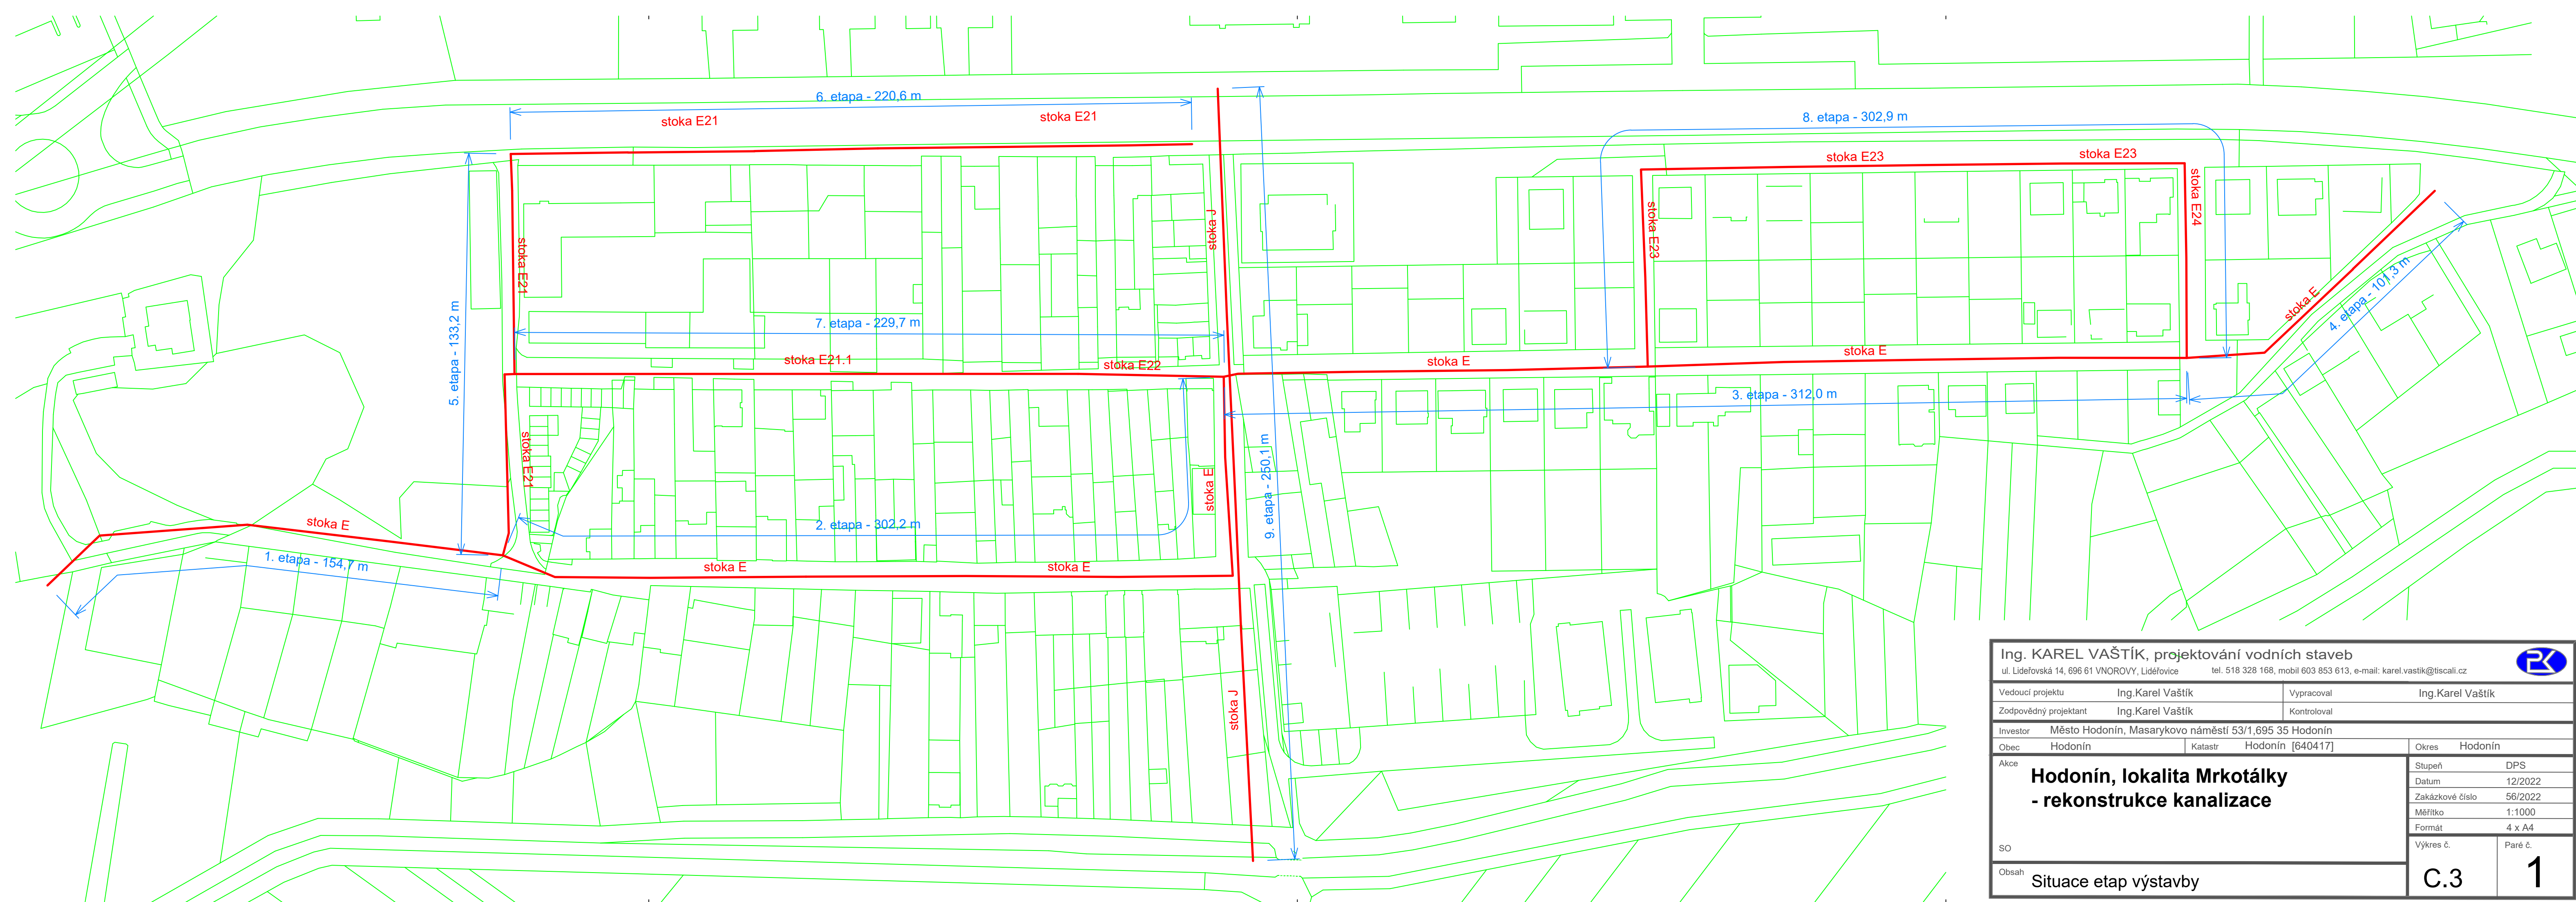 6. etapa - 220,6 m
stoka E21
stoka E21
8. etapa - 302,9 m
stoka E23
stoka E23
stoka E24
stoka E23
stoka J
stoka E21
5. etapa - 133,2 m
7. etapa - 229,7 m
stoka E21.1
stoka E22
stoka E
stoka E
stoka E
4. etapa - 101,3 m
3. etapa - 312,0 m
stoka E21
stoka E
9. etapa - 250,1 m
2. etapa - 302,2 m
stoka E
1. etapa - 154,7 m
stoka E
stoka E
stoka J
Ing. KAREL VAŠTÍK, projektování vodních staveb
ul. Lideřovská 14, 696 61 VNOROVY, Lidéřovice tel. 518 328 168, mobil 603 853 613, e-mail: karel.vastik@tiscali.cz
PK
Vedoucí projektu Ing.Karel Vaštík Vypracoval Ing.Karel Vaštík
Zodpovědný projektant Ing.Karel Vaštík Kontroloval
Investor Město Hodonín, Masarykovo náměstí 53/1,695 35 Hodonín
Obec Hodonín Katastr Hodonín [640417] Okres Hodonín
Akce Hodonín, lokalita Mrkotálky
- rekonstrukce kanalizace
Stupeň DPS
Datum 12/2022
Zakázkové číslo 56/2022
Měřítko 1:1000
Formát 4 x A4
SO
Výkres č. Paré č.
C.3 1
Obsah Situace etap výstavby